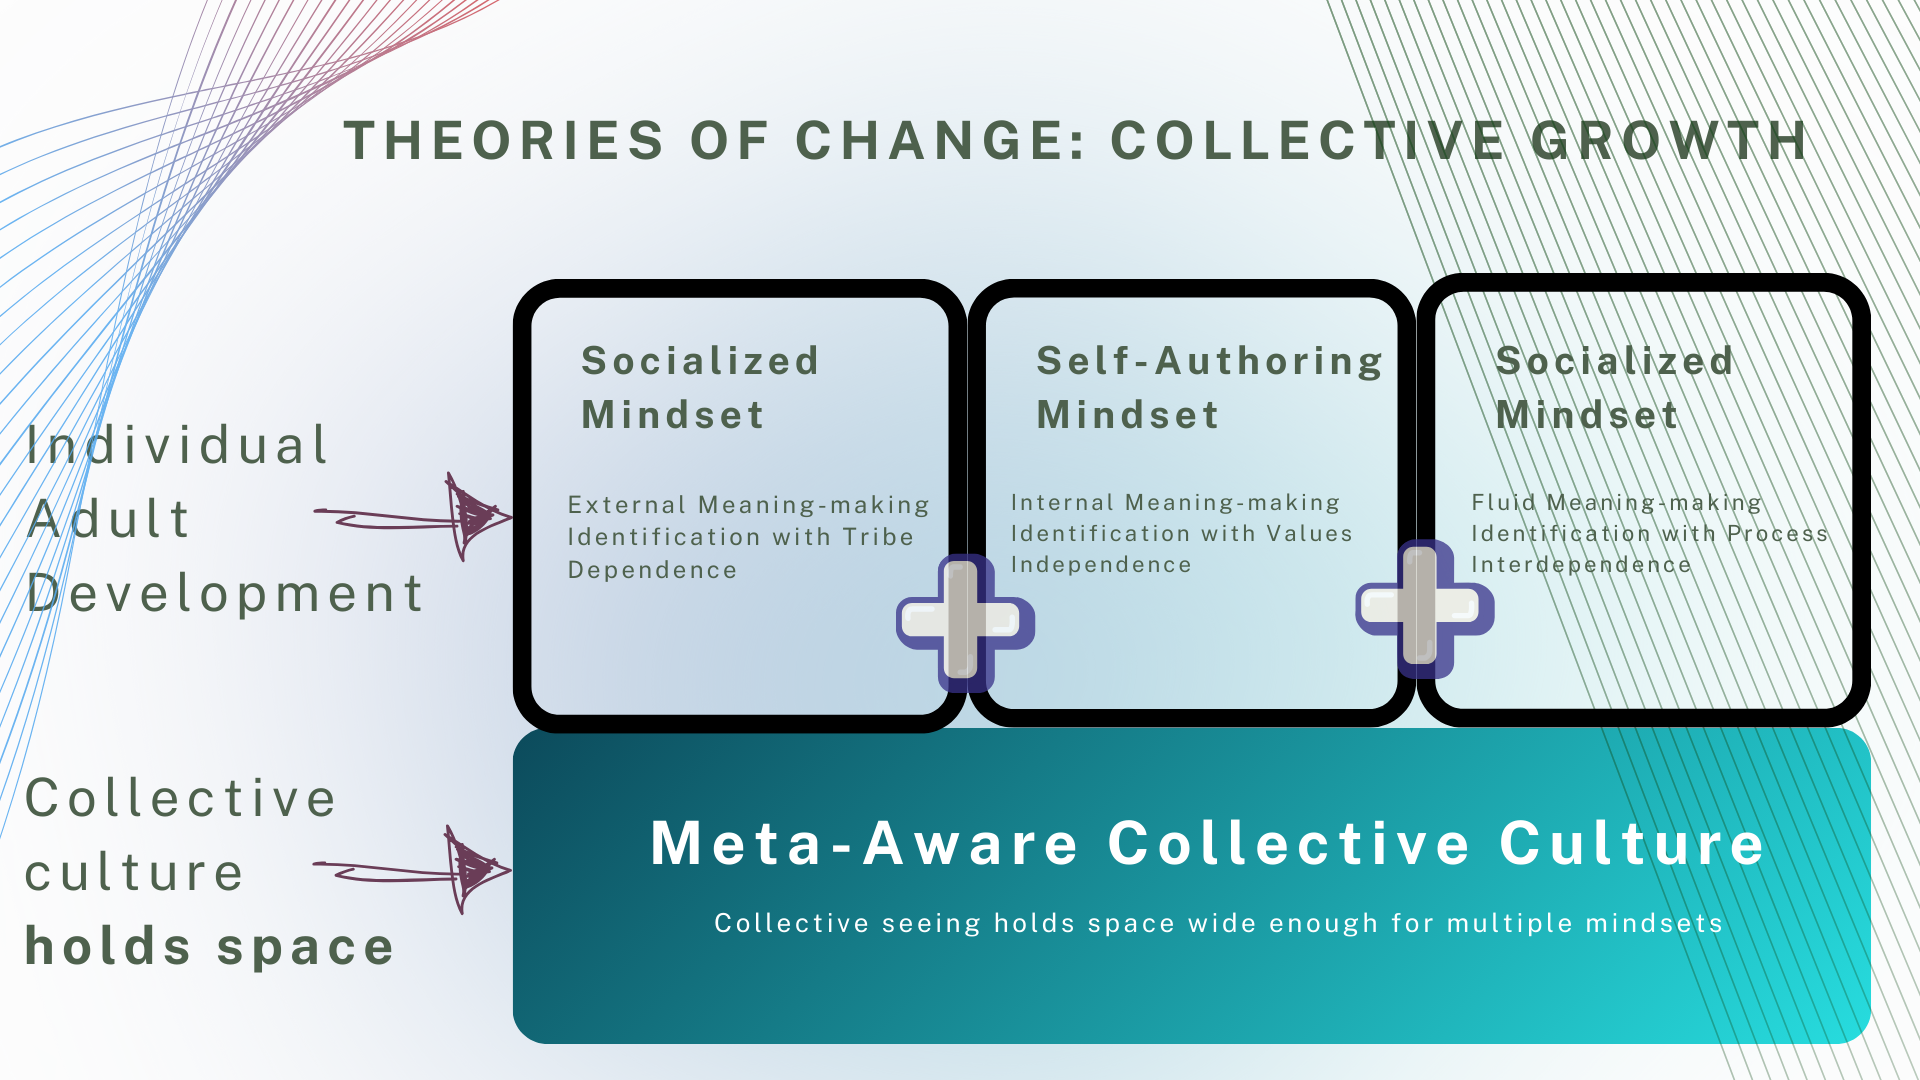 THEORIES OF CHANGE: COLLECTIVE GROWTH
Individual
Adult
Development
Socialized
Mindset
External Meaning-making
Identification with Tribe
Dependence
Self-Authoring
Mindset
Internal Meaning-making
Identification with Values
Independence
Socialized
Mindset
Fluid Meaning-making
Identification with Process
Interdependence
Collective
culture
holds space
Meta-Aware Collective Culture
Collective seeing holds space wide enough for multiple mindsets